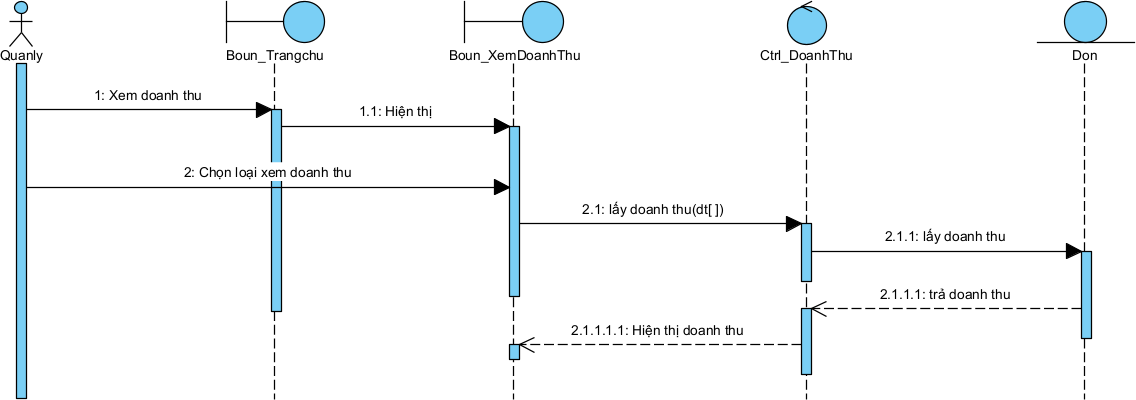 Quanly
Boun_Trangchu
Boun_XemDoanhThu
Ctrl_DoanhThu
Don
1: Xem doanh thu
1.1: Hiện thị
2: Chọn loại xem doanh thu
2.1: lấy doanh thu(dt[ ])
2.1.1: lấy doanh thu
2.1.1.1: trả doanh thu
2.1.1.1.1: Hiện thị doanh thu